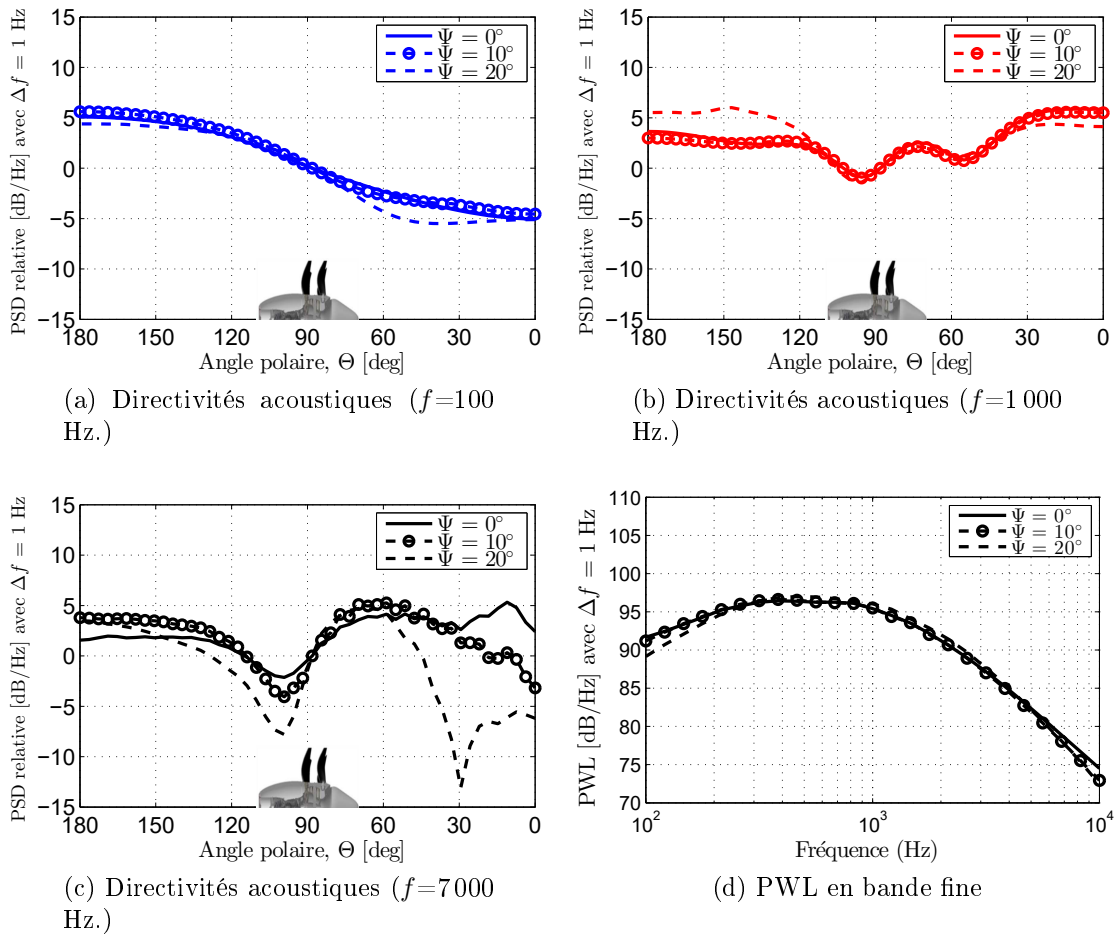 PSD relative [dB/Hz] avec Δf = 1 Hz
15
10
5
0
−5
−10
−15
180 150 120 90 60 30 0
Angle polaire, Θ [deg]
Ψ = 0°
Ψ = 10°
Ψ = 20°
(a) Directivités acoustiques (f=100
Hz.)
PSD relative [dB/Hz] avec Δf = 1 Hz
15
10
5
0
−5
−10
−15
180 150 120 90 60 30 0
Angle polaire, Θ [deg]
Ψ = 0°
Ψ = 10°
Ψ = 20°
(b) Directivités acoustiques (f=1 000
Hz.)
PSD relative [dB/Hz] avec Δf = 1 Hz
15
10
5
0
−5
−10
−15
180 150 120 90 60 30 0
Angle polaire, Θ [deg]
Ψ = 0°
Ψ = 10°
Ψ = 20°
(c) Directivités acoustiques (f=7 000
Hz.)
PWL [dB/Hz] avec Δf = 1 Hz
110
105
100
95
90
85
80
75
70
10² 10³ 10⁴
Fréquence (Hz)
Ψ = 0°
Ψ = 10°
Ψ = 20°
(d) PWL en bande fine